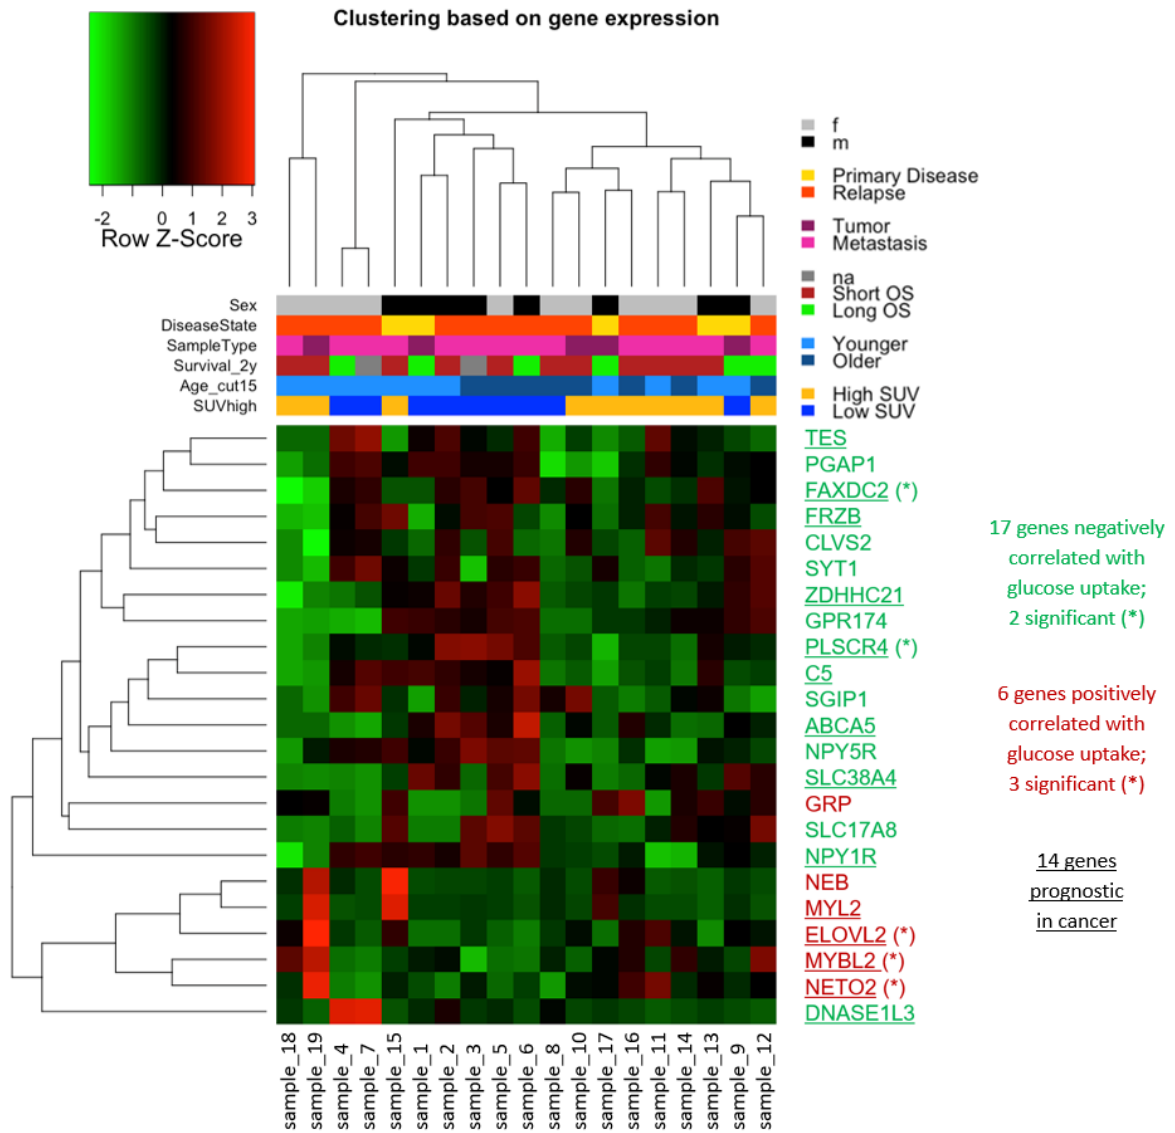 Clustering based on gene expression
-2 0 1 2 3
Row Z-Score
f
m
Primary Disease
Relapse
Tumor
Metastasis
na
Short OS
Long OS
Younger
Older
High SUV
Low SUV
Sex
DiseaseState
SampleType
Survival_2y
Age_cut15
SUVhigh
TES
PGAP1
FAXDC2 (*)
FRZB
CLVS2
SYT1
ZDHHC21
GPR174
PLSCR4 (*)
C5
SGIP1
ABCA5
NPY5R
SLC38A4
GRP
SLC17A8
NPY1R
NEB
MYL2
ELOVL2 (*)
MYBL2 (*)
NETO2 (*)
DNASE1L3
17 genes negatively
correlated with
glucose uptake;
2 significant (*)
6 genes positively
correlated with
glucose uptake;
3 significant (*)
14 genes
prognostic
in cancer
sample_18
sample_19
sample_4
sample_7
sample_15
sample_1
sample_2
sample_3
sample_5
sample_6
sample_8
sample_10
sample_17
sample_16
sample_11
sample_14
sample_13
sample_9
sample_12